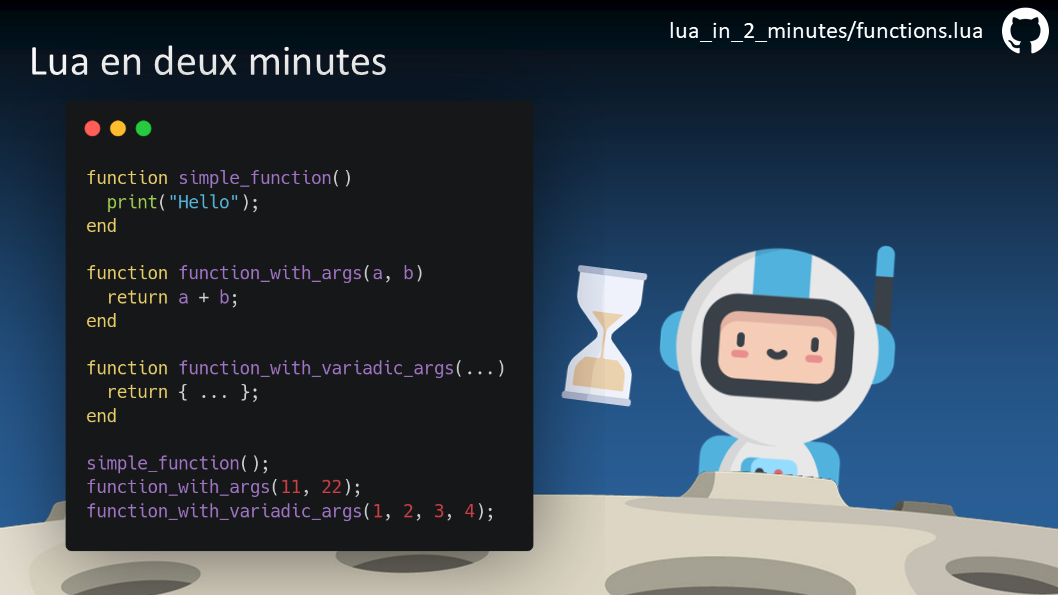 lua_in_2_minutes/functions.lua
Lua en deux minutes
function simple_function()
  print("Hello");
end
function function_with_args(a, b)
  return a + b;
end
function function_with_variadic_args(...)
  return { ... };
end
simple_function();
function_with_args(11, 22);
function_with_variadic_args(1, 2, 3, 4);